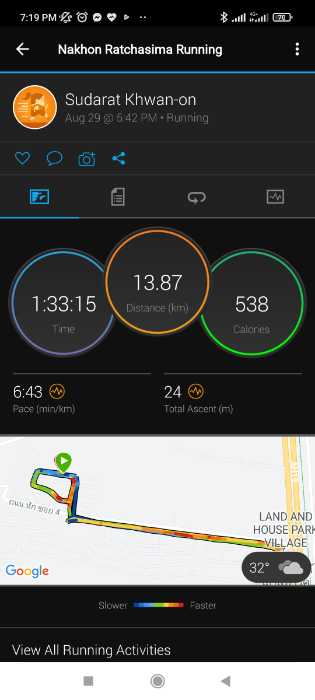 7:19 PM
70
Nakhon Ratchasima Running
Sudarat Khwan-on
Aug 29 @ 5:42 PM • Running
1:33:15
Time
13.87
Distance (km)
538
Calories
6:43
Pace (min/km)
24
Total Ascent (m)
LAND AND
HOUSE PARK
VILLAGE
Google
32°
Slower
Faster
View All Running Activities